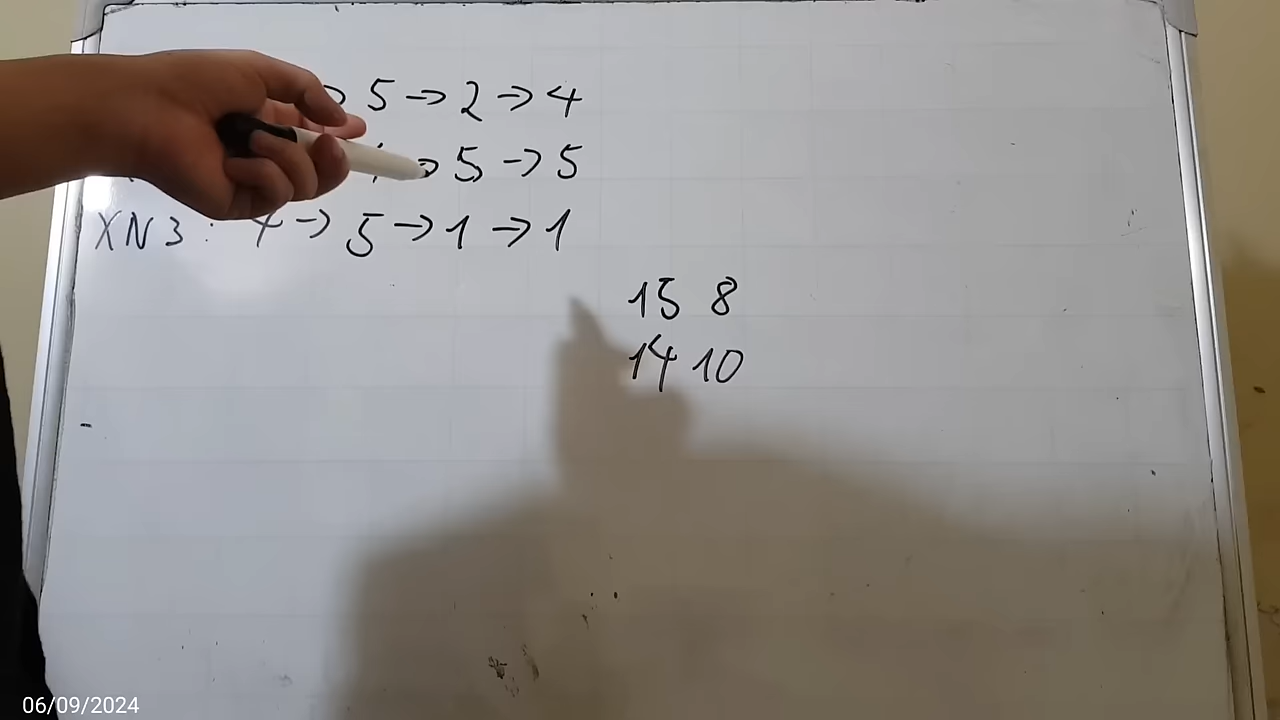 5 → 2 → 4
→ 5 → 5
XN3: 4 → 5 → 1 → 1
15 8
14 10
06/09/2024